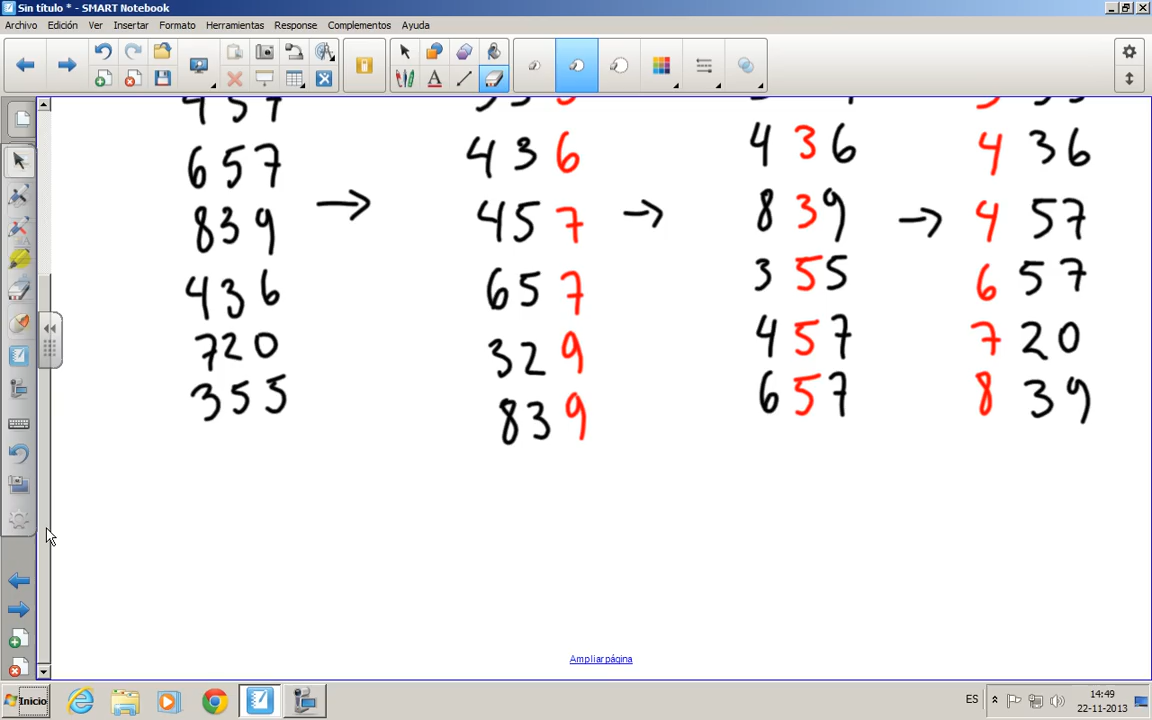 Sin título * - SMART Notebook
Archivo Edición Ver Insertar Formato Herramientas Response Complementos Ayuda
457
436 436 436
657
839 → 457 → 839 → 457
436 657 355 657
720 329 457 720
355 839 657 839
Ampliar página
Inicio ES 14:49
22-11-2013